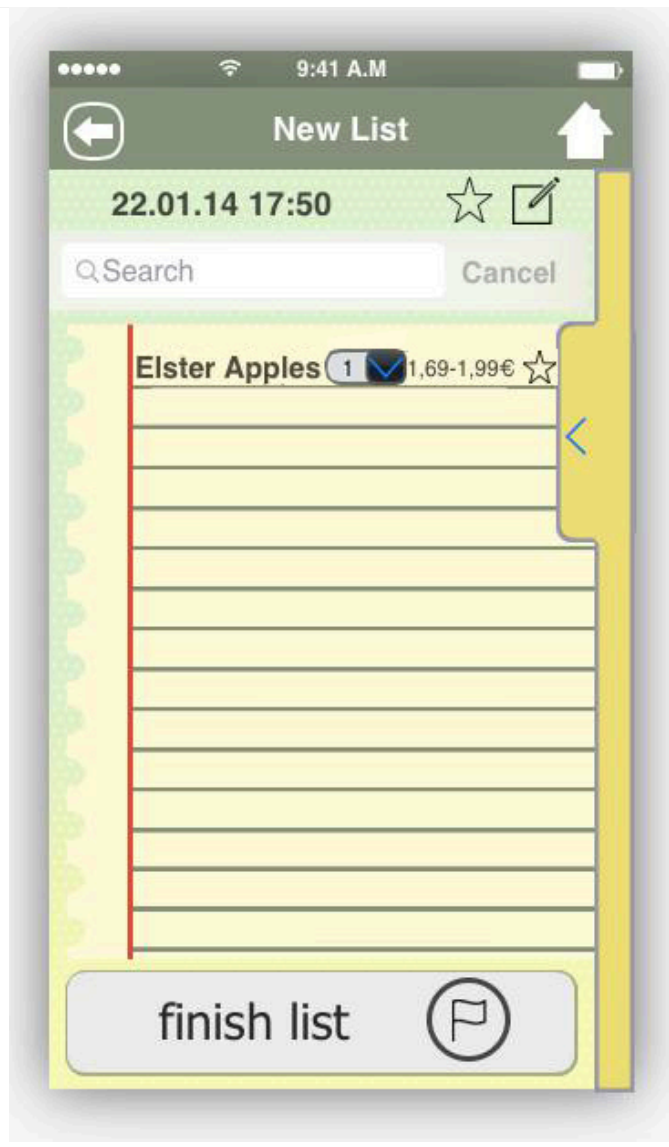 9:41 A.M
New List
22.01.14 17:50
Search Cancel
Elster Apples 1 1,69-1,99€
finish list